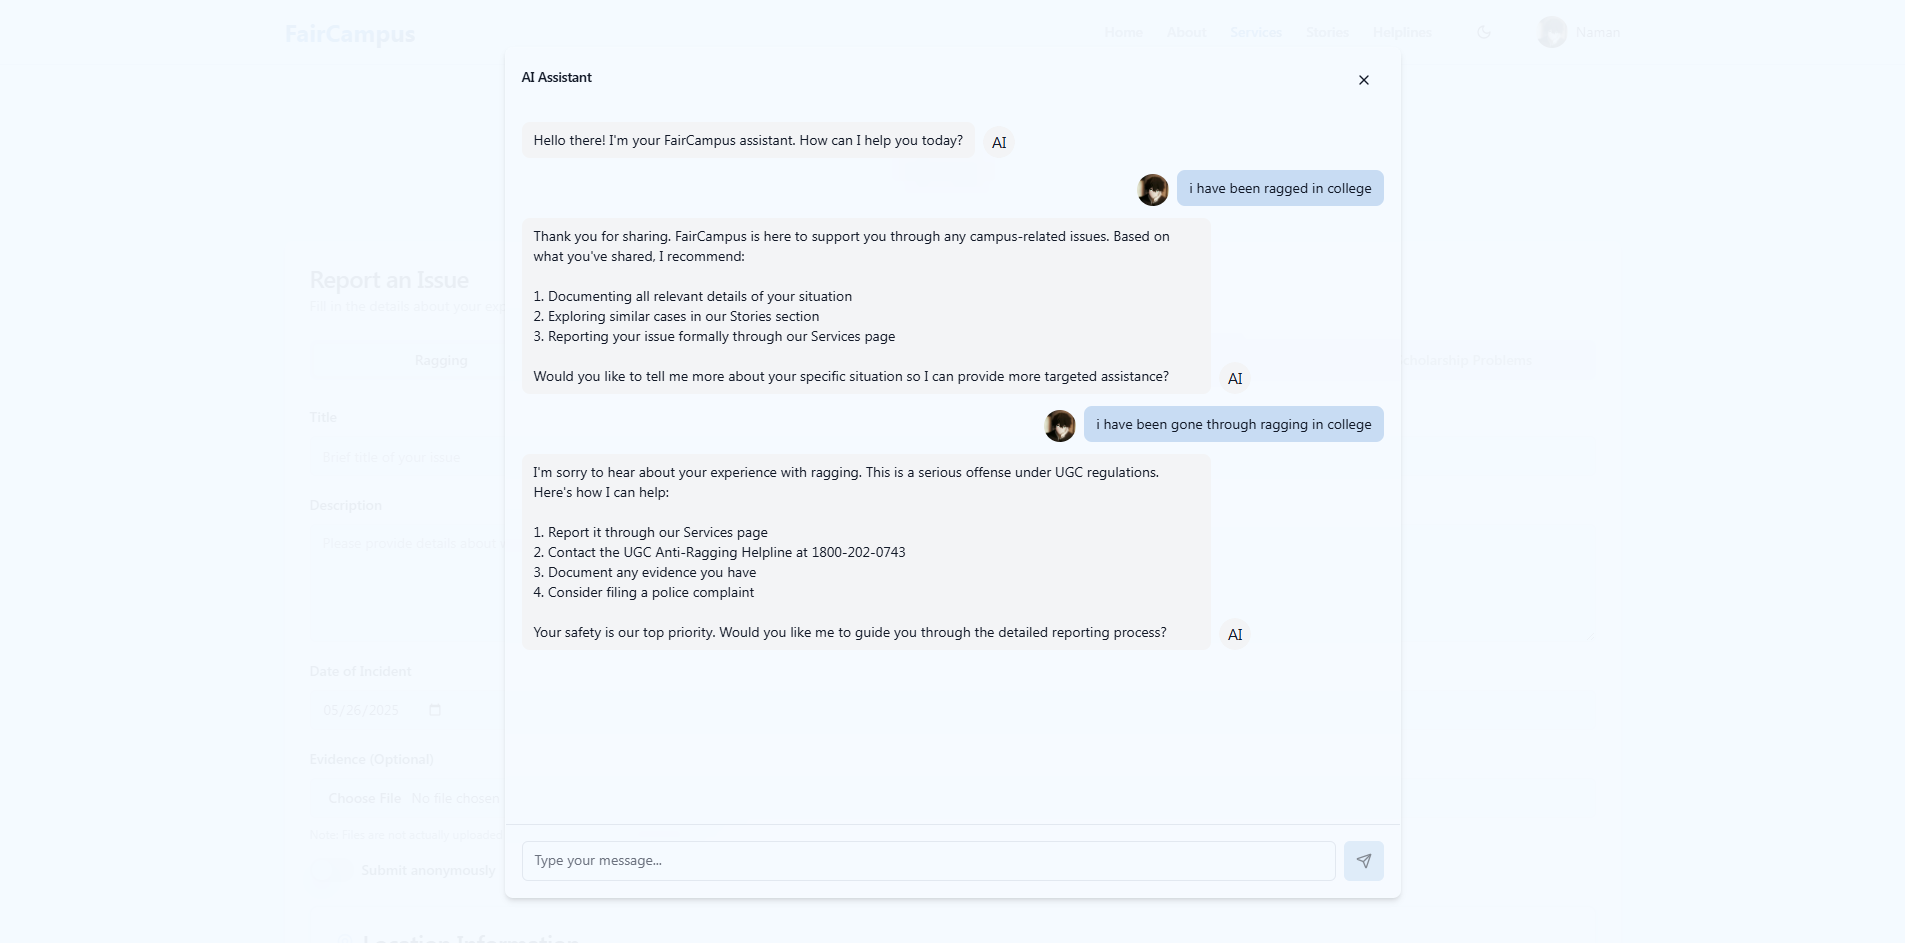 FairCampus
Home About Services Stories Helplines Naman
AI Assistant
Hello there! I'm your FairCampus assistant. How can I help you today?
AI
i have been ragged in college
Thank you for sharing. FairCampus is here to support you through any campus-related issues. Based on
what you've shared, I recommend:
1. Documenting all relevant details of your situation
2. Exploring similar cases in our Stories section
3. Reporting your issue formally through our Services page
Would you like to tell me more about your specific situation so I can provide more targeted assistance?
AI
i have been gone through ragging in college
I'm sorry to hear about your experience with ragging. This is a serious offense under UGC regulations.
Here's how I can help:
1. Report it through our Services page
2. Contact the UGC Anti-Ragging Helpline at 1800-202-0743
3. Document any evidence you have
4. Consider filing a police complaint
Your safety is our top priority. Would you like me to guide you through the detailed reporting process?
AI
Type your message...
Report an Issue
Fill in the details about your
Ragging
Problems
Title
Brief title of your issue
Description
Please provide details about
Date of Incident
05/26/2025
Evidence (Optional)
Choose File No file chosen
Note: Files are not actually
Submit anonymously
Location Information